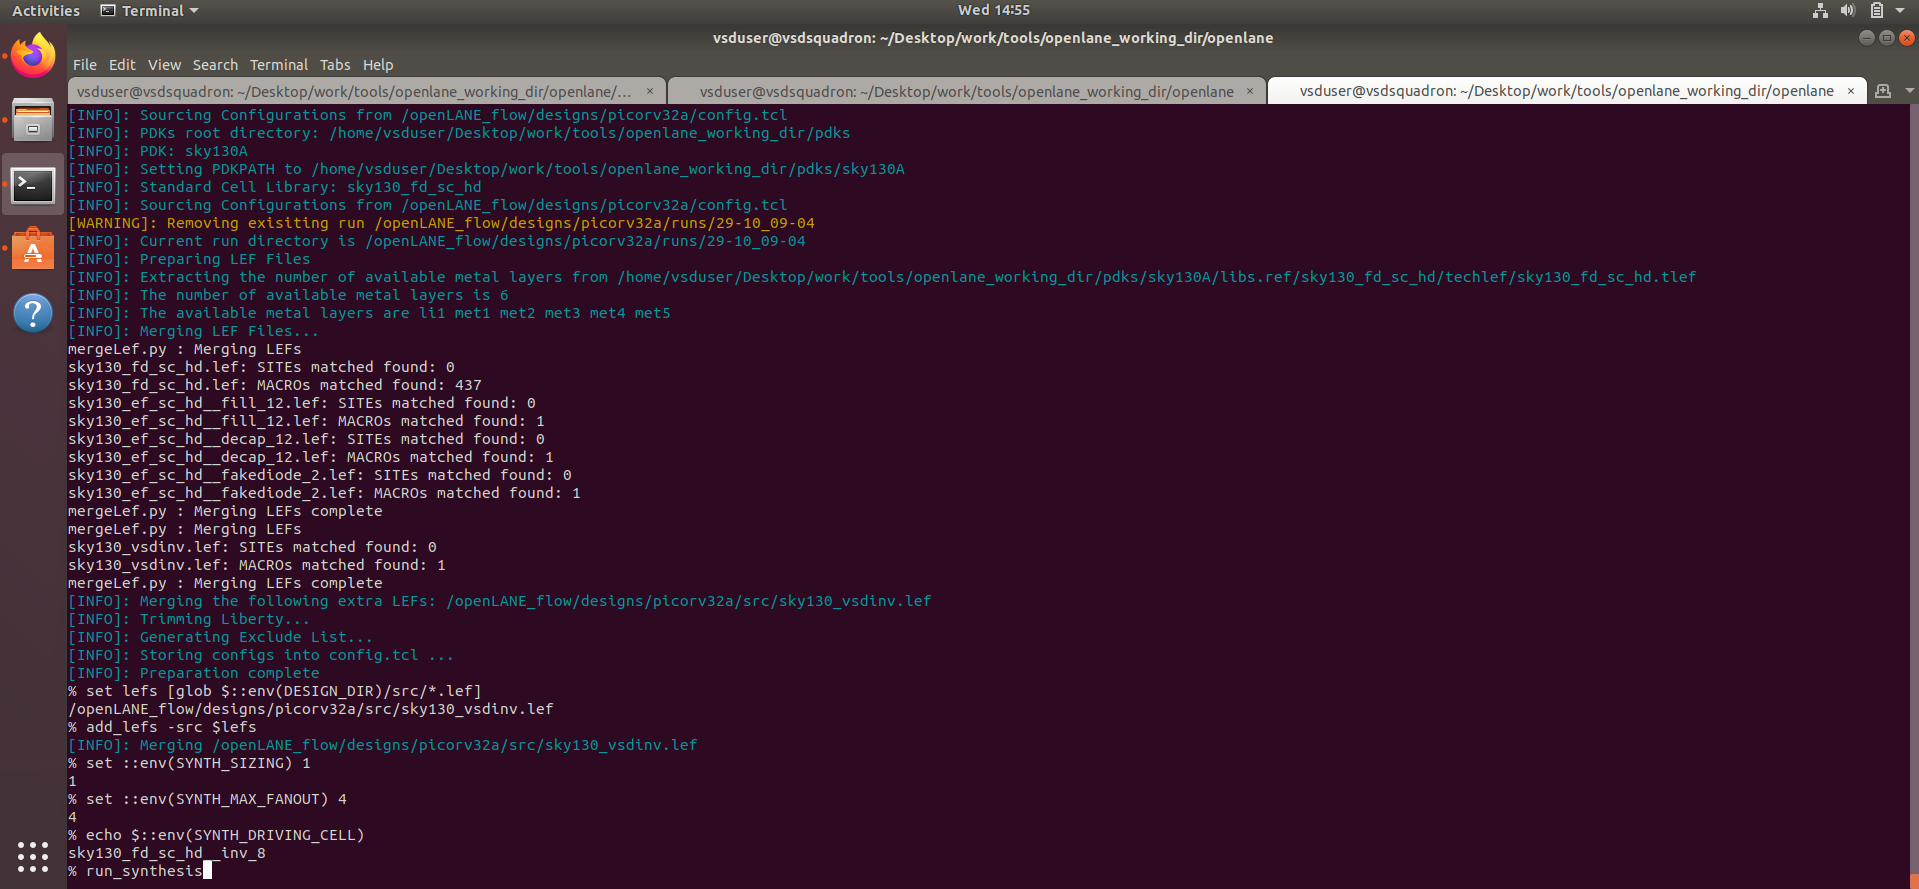 Activities Terminal Wed 14:55
vsduser@vsdsquadron: ~/Desktop/work/tools/openlane_working_dir/openlane
File Edit View Search Terminal Tabs Help
vsduser@vsdsquadron: ~/Desktop/work/tools/openlane_working_dir/openlane/... × vsduser@vsdsquadron: ~/Desktop/work/tools/openlane_working_dir/openlane × vsduser@vsdsquadron: ~/Desktop/work/tools/openlane_working_dir/openlane ×
[INFO]: Sourcing Configurations from /openLANE_flow/designs/picorv32a/config.tcl
[INFO]: PDKs root directory: /home/vsduser/Desktop/work/tools/openlane_working_dir/pdks
[INFO]: PDK: sky130A
[INFO]: Setting PDKPATH to /home/vsduser/Desktop/work/tools/openlane_working_dir/pdks/sky130A
[INFO]: Standard Cell Library: sky130_fd_sc_hd
[INFO]: Sourcing Configurations from /openLANE_flow/designs/picorv32a/config.tcl
[WARNING]: Removing exisiting run /openLANE_flow/designs/picorv32a/runs/29-10_09-04
[INFO]: Current run directory is /openLANE_flow/designs/picorv32a/runs/29-10_09-04
[INFO]: Preparing LEF Files
[INFO]: Extracting the number of available metal layers from /home/vsduser/Desktop/work/tools/openlane_working_dir/pdks/sky130A/libs.ref/sky130_fd_sc_hd/techlef/sky130_fd_sc_hd.tlef
[INFO]: The number of available metal layers is 6
[INFO]: The available metal layers are li1 met1 met2 met3 met4 met5
[INFO]: Merging LEF Files...
mergeLef.py : Merging LEFs
sky130_fd_sc_hd.lef: SITEs matched found: 0
sky130_fd_sc_hd.lef: MACROs matched found: 437
sky130_ef_sc_hd__fill_12.lef: SITEs matched found: 0
sky130_ef_sc_hd__fill_12.lef: MACROs matched found: 1
sky130_ef_sc_hd__decap_12.lef: SITEs matched found: 0
sky130_ef_sc_hd__decap_12.lef: MACROs matched found: 1
sky130_ef_sc_hd__fakediode_2.lef: SITEs matched found: 0
sky130_ef_sc_hd__fakediode_2.lef: MACROs matched found: 1
mergeLef.py : Merging LEFs complete
mergeLef.py : Merging LEFs
sky130_vsdinv.lef: SITEs matched found: 0
sky130_vsdinv.lef: MACROs matched found: 1
mergeLef.py : Merging LEFs complete
[INFO]: Merging the following extra LEFs: /openLANE_flow/designs/picorv32a/src/sky130_vsdinv.lef
[INFO]: Trimming Liberty...
[INFO]: Generating Exclude List...
[INFO]: Storing configs into config.tcl ...
[INFO]: Preparation complete
% set lefs [glob $::env(DESIGN_DIR)/src/*.lef]
/openLANE_flow/designs/picorv32a/src/sky130_vsdinv.lef
% add_lefs -src $lefs
[INFO]: Merging /openLANE_flow/designs/picorv32a/src/sky130_vsdinv.lef
% set ::env(SYNTH_SIZING) 1
1
% set ::env(SYNTH_MAX_FANOUT) 4
4
% echo $::env(SYNTH_DRIVING_CELL)
sky130_fd_sc_hd__inv_8
% run_synthesis